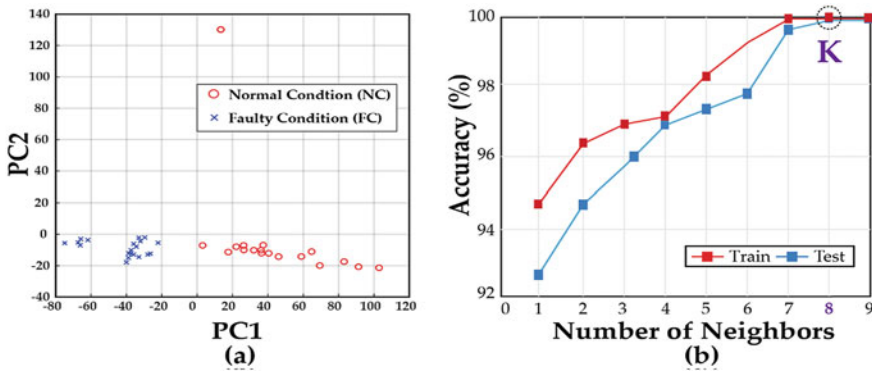 140
120
100
80
60
40
20
0
-20
-40
PC2
Normal Condtion (NC)
Faulty Condition (FC)
-80 -60 -40 -20 0 20 40 60 80 100 120
PC1
(a)
100
98
96
94
92
Accuracy (%)
K
Train Test
0 1 2 3 4 5 6 7 8 9
Number of Neighbors
(b)